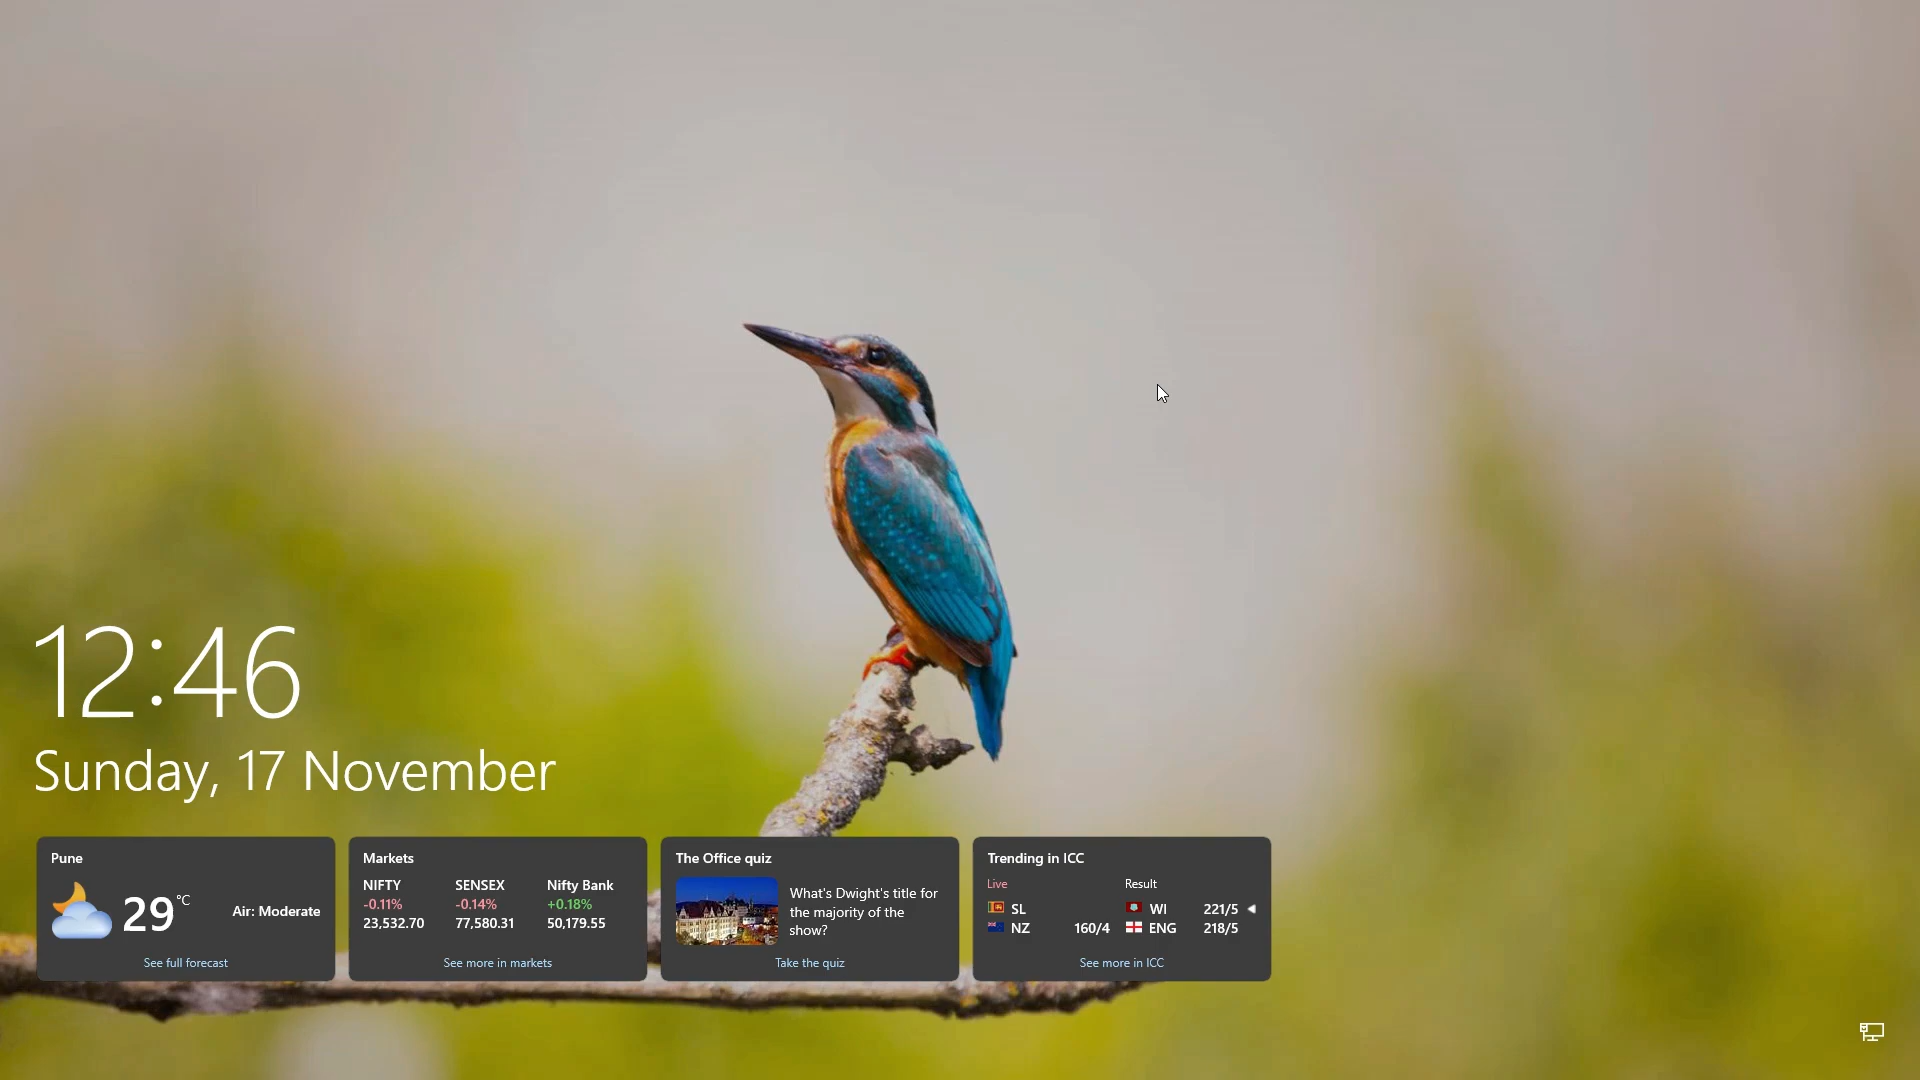 12:46
Sunday, 17 November
Pune
29°C
Air: Moderate
See full forecast
Markets
NIFTY SENSEX Nifty Bank
-0.11% -0.14% +0.18%
23,532.70 77,580.31 50,179.55
See more in markets
The Office quiz
What's Dwight's title for
the majority of the
show?
Take the quiz
Trending in ICC
Live
SL
NZ 160/4
Result
WI 221/5
ENG 218/5
See more in ICC